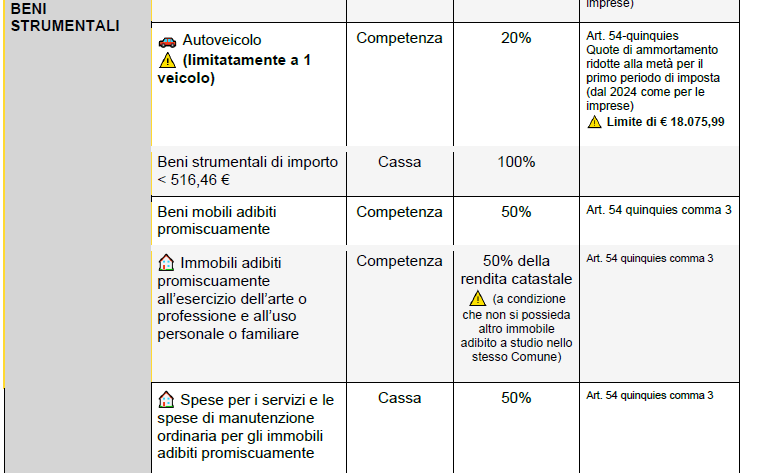 BENI
STRUMENTALI
imprese)
Autoveicolo
(limitatamente a 1
veicolo)
Competenza
20%
Art. 54-quinquies
Quote di ammortamento
ridotte alla metà per il
primo periodo di imposta
(dal 2024 come per le
imprese)
Limite di € 18.075,99
Beni strumentali di importo
< 516,46 €
Cassa
100%
Beni mobili adibiti
promiscuamente
Competenza
50%
Art. 54 quinquies comma 3
Immobili adibiti
promiscuamente
all'esercizio dell'arte o
professione e all'uso
personale o familiare
Competenza
50% della
rendita catastale
(a condizione
che non si possieda
altro immobile
adibito a studio nello
stesso Comune)
Art. 54 quinquies comma 3
Spese per i servizi e le
spese di manutenzione
ordinaria per gli immobili
adibiti promiscuamente
Cassa
50%
Art. 54 quinquies comma 3